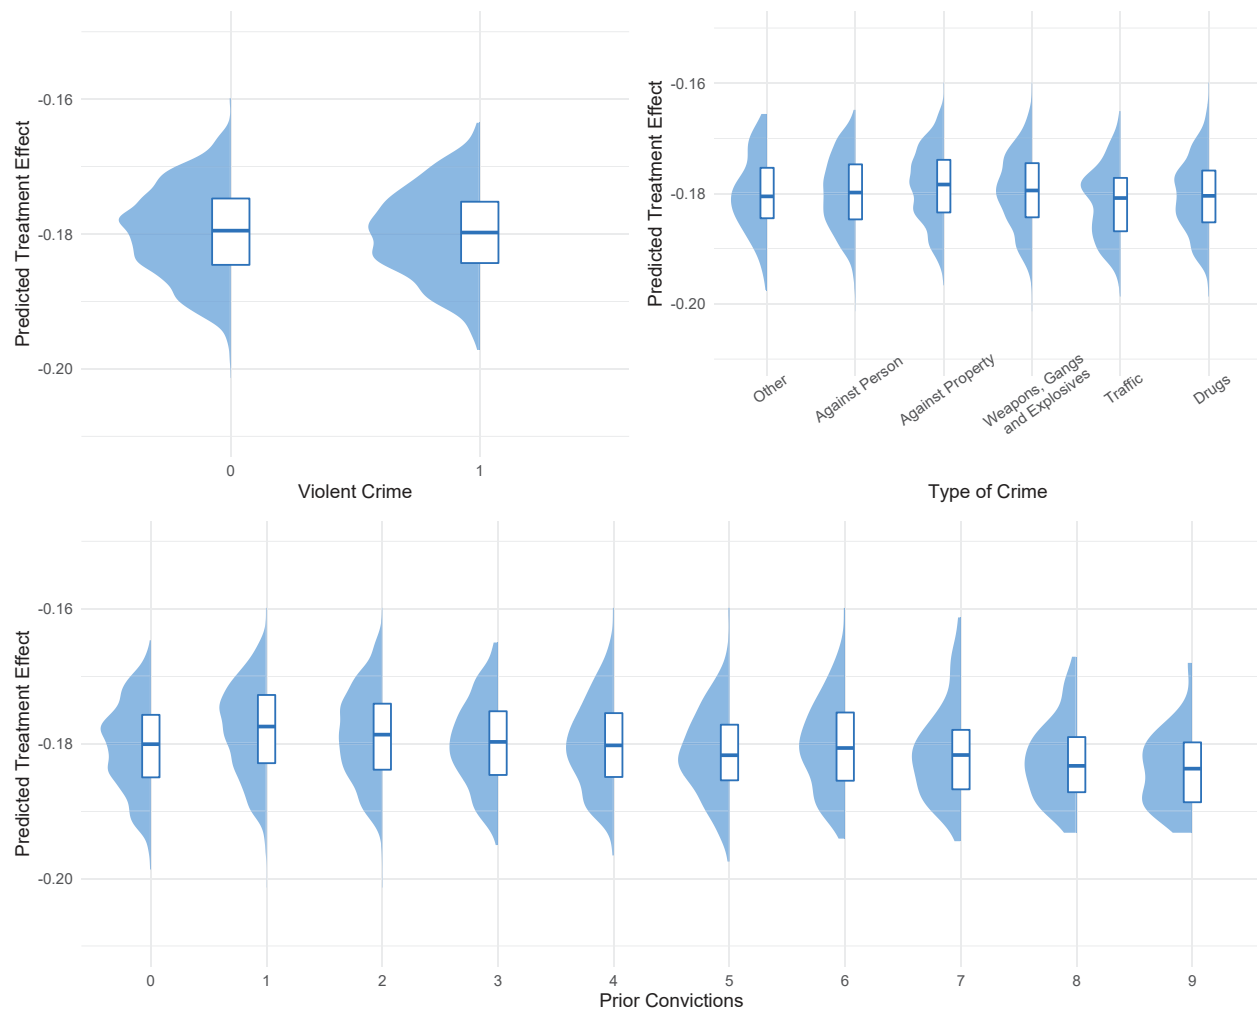 Predicted Treatment Effect
-0.16
-0.18
-0.20
0
1
Violent Crime
Predicted Treatment Effect
-0.16
-0.18
-0.20
Other
Against Person
Against Property
Weapons, Gangs
and Explosives
Traffic
Drugs
Type of Crime
Predicted Treatment Effect
-0.16
-0.18
-0.20
0
1
2
3
4
5
6
7
8
9
Prior Convictions